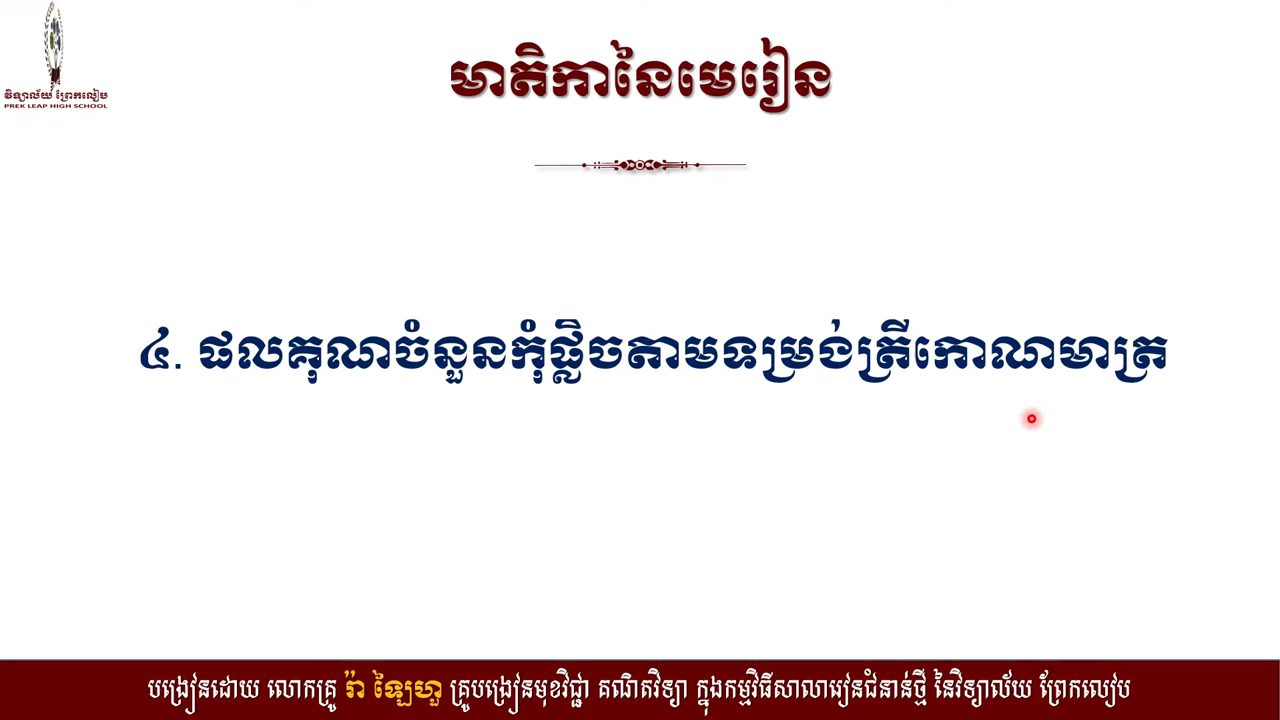 វិទ្យាល័យ ព្រែកលៀប
PREK LEAP HIGH SCHOOL
មាតិកានៃមេរៀន
៤. ផលគុណចំនួនកុំផ្លិចតាមទម្រង់ត្រីកោណមាត្រ
បង្រៀនដោយ លោកគ្រូ រ៉ា ឡៃហួ គ្រូបង្រៀនមុខវិជ្ជា គណិតវិទ្យា ក្នុងកម្មវិធីសាលារៀនជំនាន់ថ្មី នៃវិទ្យាល័យ ព្រែកលៀប